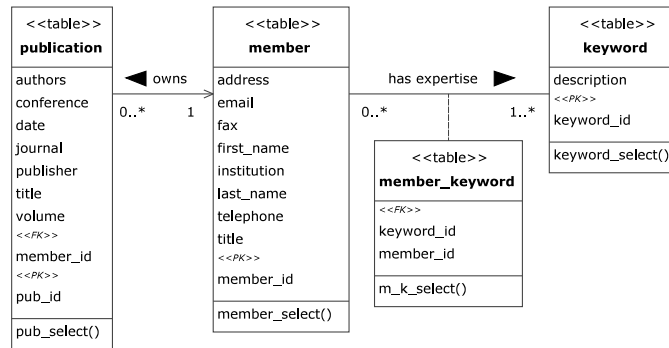 <<table>>
publication
authors
conference
date
journal
publisher
title
volume
<<FK>>
member_id
<<PK>>
pub_id
pub_select()
owns
0..*
1
<<table>>
member
address
email
fax
first_name
institution
last_name
telephone
title
<<PK>>
member_id
member_select()
has expertise
0..*
1..*
<<table>>
member_keyword
<<FK>>
keyword_id
member_id
m_k_select()
<<table>>
keyword
description
<<PK>>
keyword_id
keyword_select()